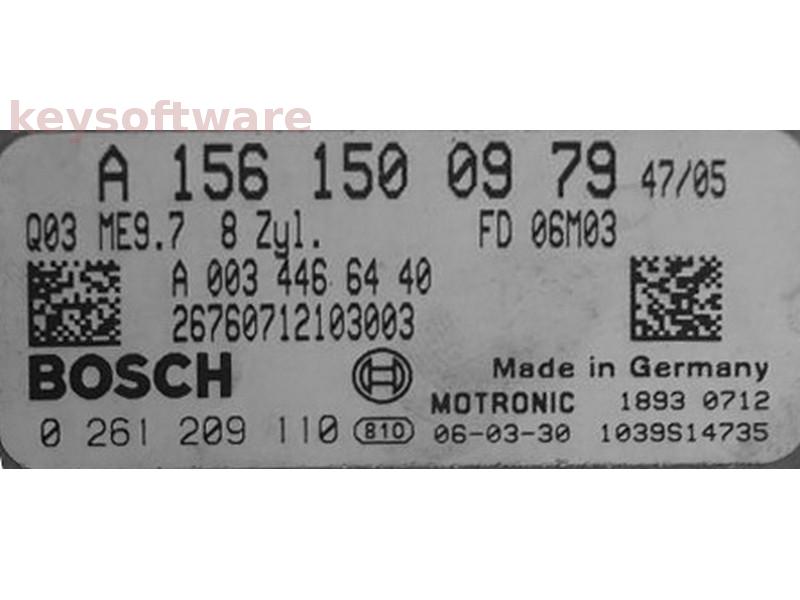 keysoftware
A 156 150 09 79 47/05
Q03 ME9.7 8 Zyl. FD 06M03
A 003 446 64 40
26760712103003
BOSCH
Made in Germany
MOTRONIC 1893 0712
0 261 209 110 810 06-03-30 1039S14735